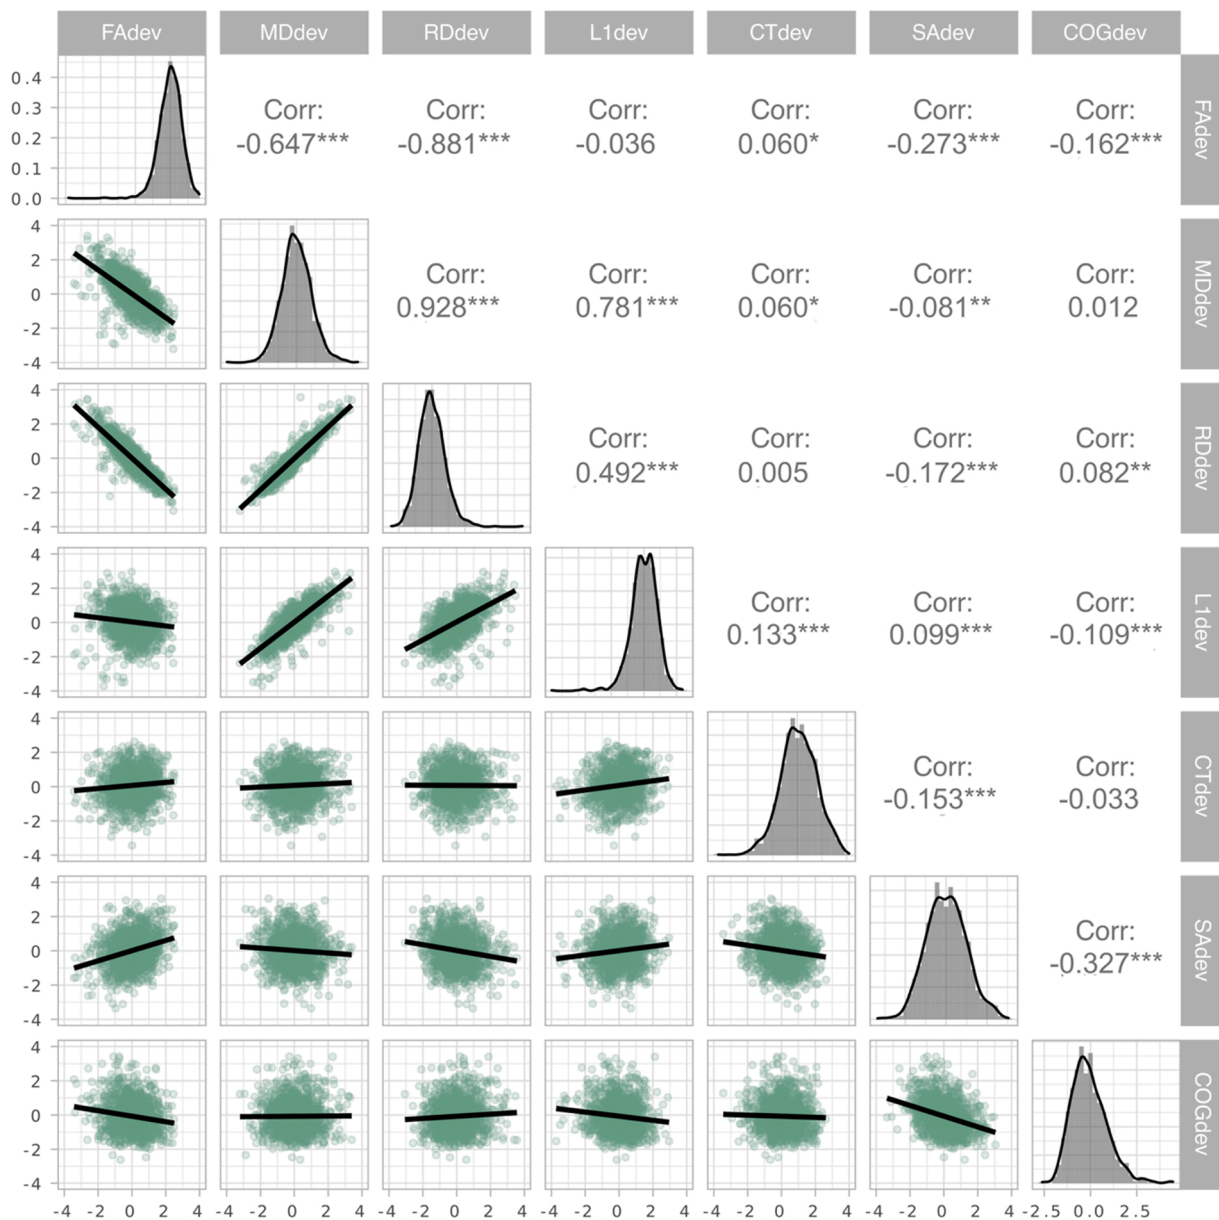 FAdev MDdev RDdev L1dev CTdev SAdev COGdev
0.4
0.3
0.2
0.1
0.0
Corr:
-0.647***
Corr:
-0.881***
Corr:
-0.036
Corr:
0.060*
Corr:
-0.273***
Corr:
-0.162***
FAdev
4
2
0
-2
-4
Corr:
0.928***
Corr:
0.781***
Corr:
0.060*
Corr:
-0.081**
Corr:
0.012
MDdev
4
2
0
-2
-4
Corr:
0.492***
Corr:
0.005
Corr:
-0.172***
Corr:
0.082**
RDdev
4
2
0
-2
-4
Corr:
0.133***
Corr:
0.099***
Corr:
-0.109***
L1dev
4
2
0
-2
-4
Corr:
-0.153***
Corr:
-0.033
CTdev
4
2
0
-2
-4
Corr:
-0.327***
SAdev
4
2
0
-2
-4
COGdev
-4 -2 0 2 4 -4 -2 0 2 4 -4 -2 0 2 4 -4 -2 0 2 4 -4 -2 0 2 4 -4 -2 0 2 4 -2.5 0.0 2.5